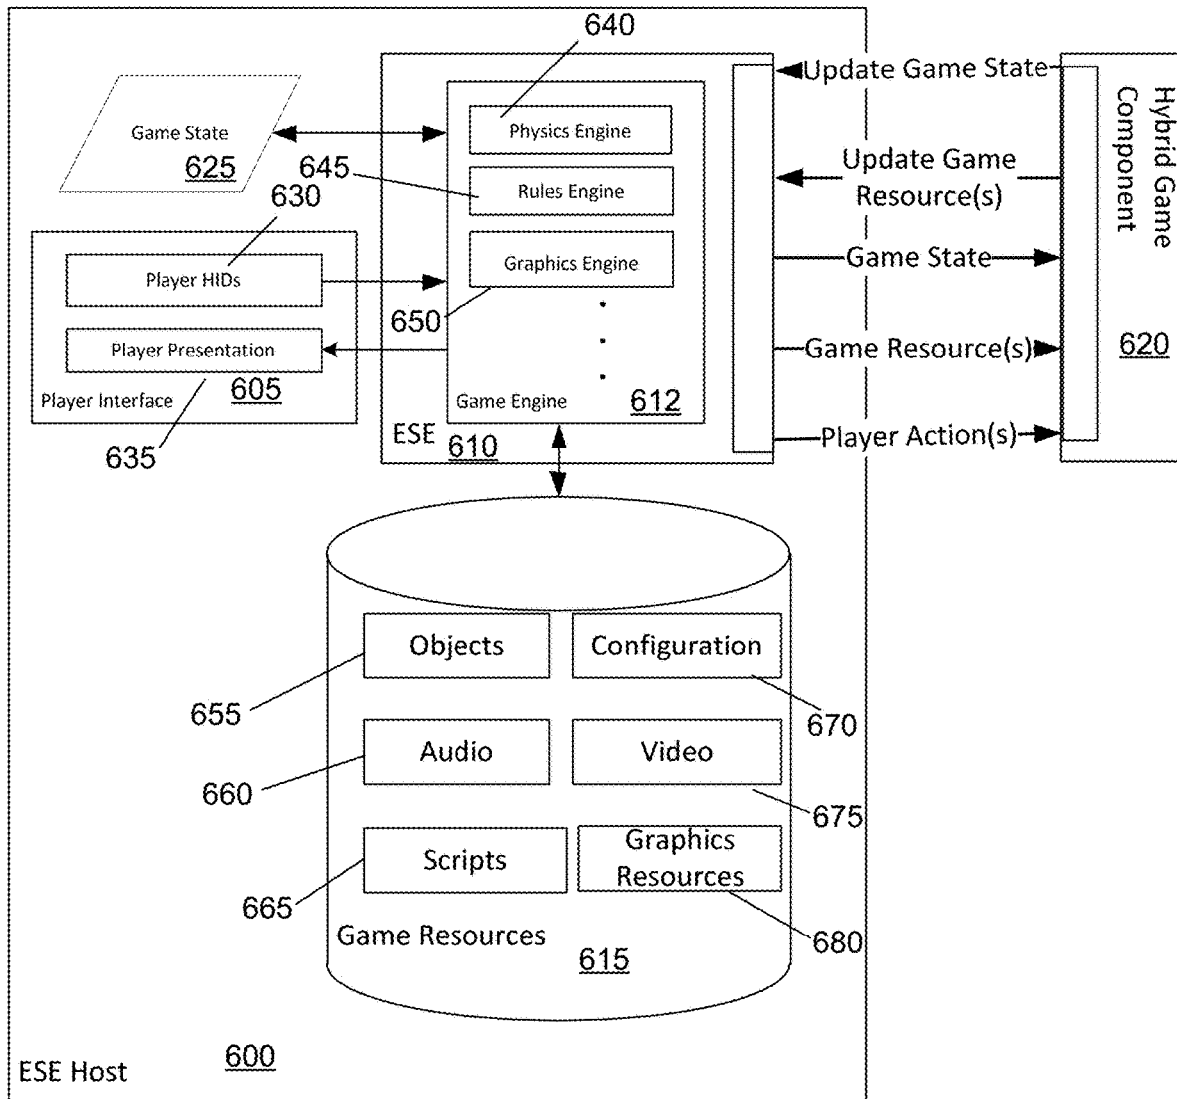 640
Update Game State
Hybrid Game
Component
Game State
625
Physics Engine
645
Rules Engine
Update Game
Resource(s)
630
Player HIDs
Graphics Engine
Game State
650
Player Presentation
605
Player Interface
635
Game Engine
612
ESE
610
Game Resource(s)
620
Player Action(s)
Objects
Configuration
655
670
Audio
Video
660
675
Scripts
Graphics
Resources
665
680
Game Resources
615
600
ESE Host